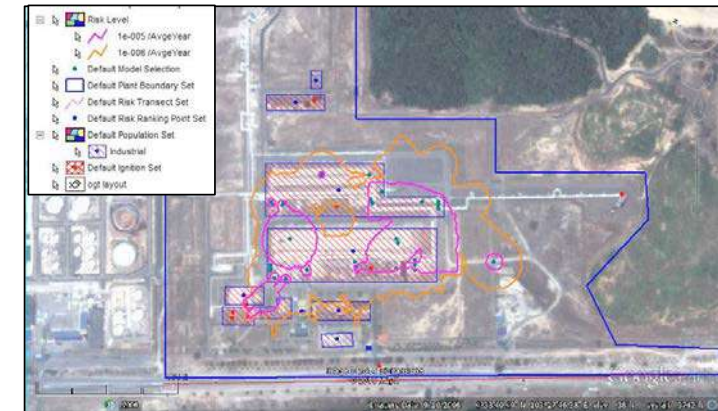 Risk Level
1e-005 /AvgeYear
1e-006 /AvgeYear
Default Model Selection
Default Plant Boundary Set
Default Risk Transect Set
Default Risk Ranking Point Set
Default Population Set
Industrial
Default Ignition Set
ogt layout